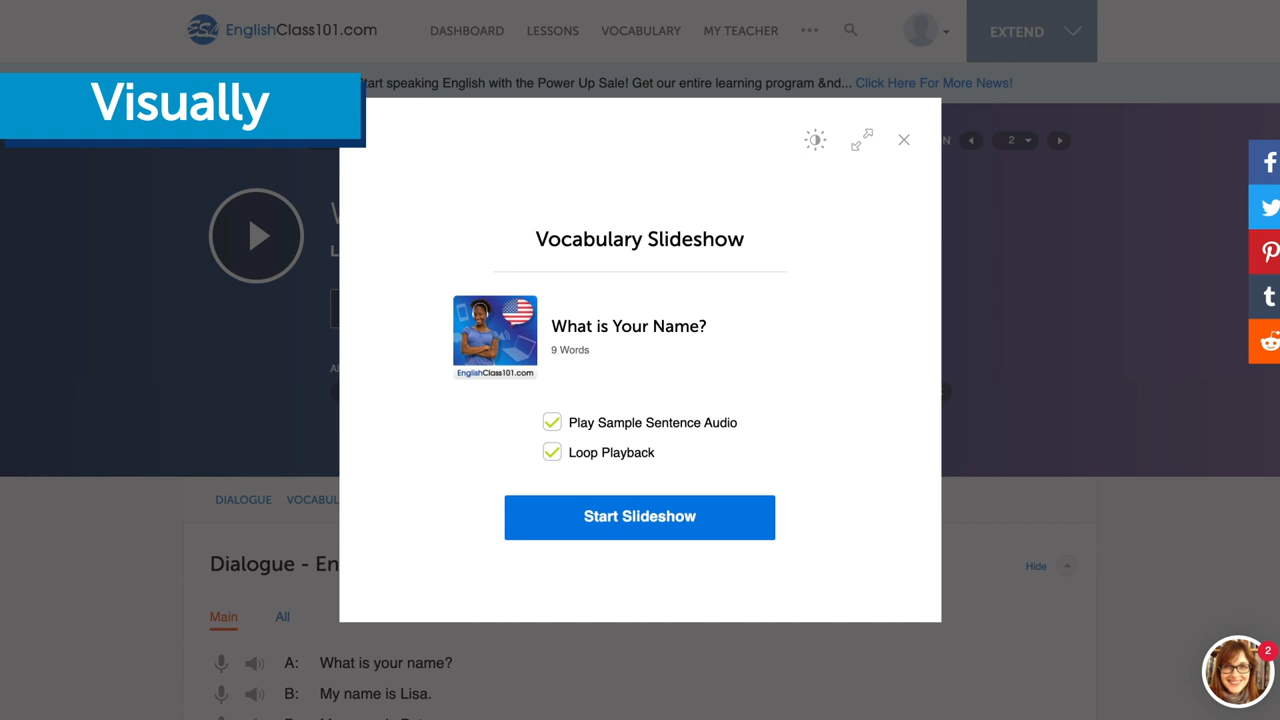 EnglishClass101.com
DASHBOARD
LESSONS
VOCABULARY
MY TEACHER
EXTEND
Visually
tart speaking English with the Power Up Sale! Get our entire learning program &nd... Click Here For More News!
N
2
Vocabulary Slideshow
What is Your Name?
9 Words
EnglishClass101.com
Play Sample Sentence Audio
Loop Playback
Start Slideshow
DIALOGUE
VOCABUL
Dialogue - En
Hide
Main
All
A: What is your name?
B: My name is Lisa.
2